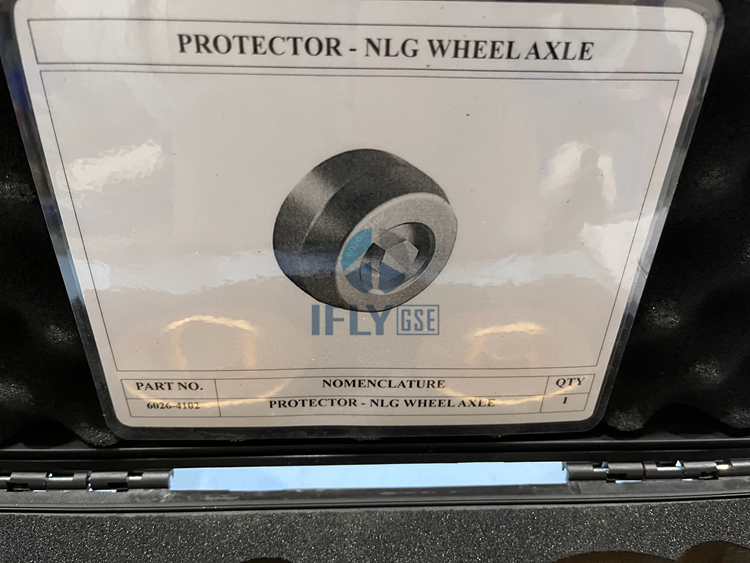 PROTECTOR - NLG WHEEL AXLE
IFLY GSE
PART NO. NOMENCLATURE QTY
6026-4102 PROTECTOR - NLG WHEEL AXLE 1